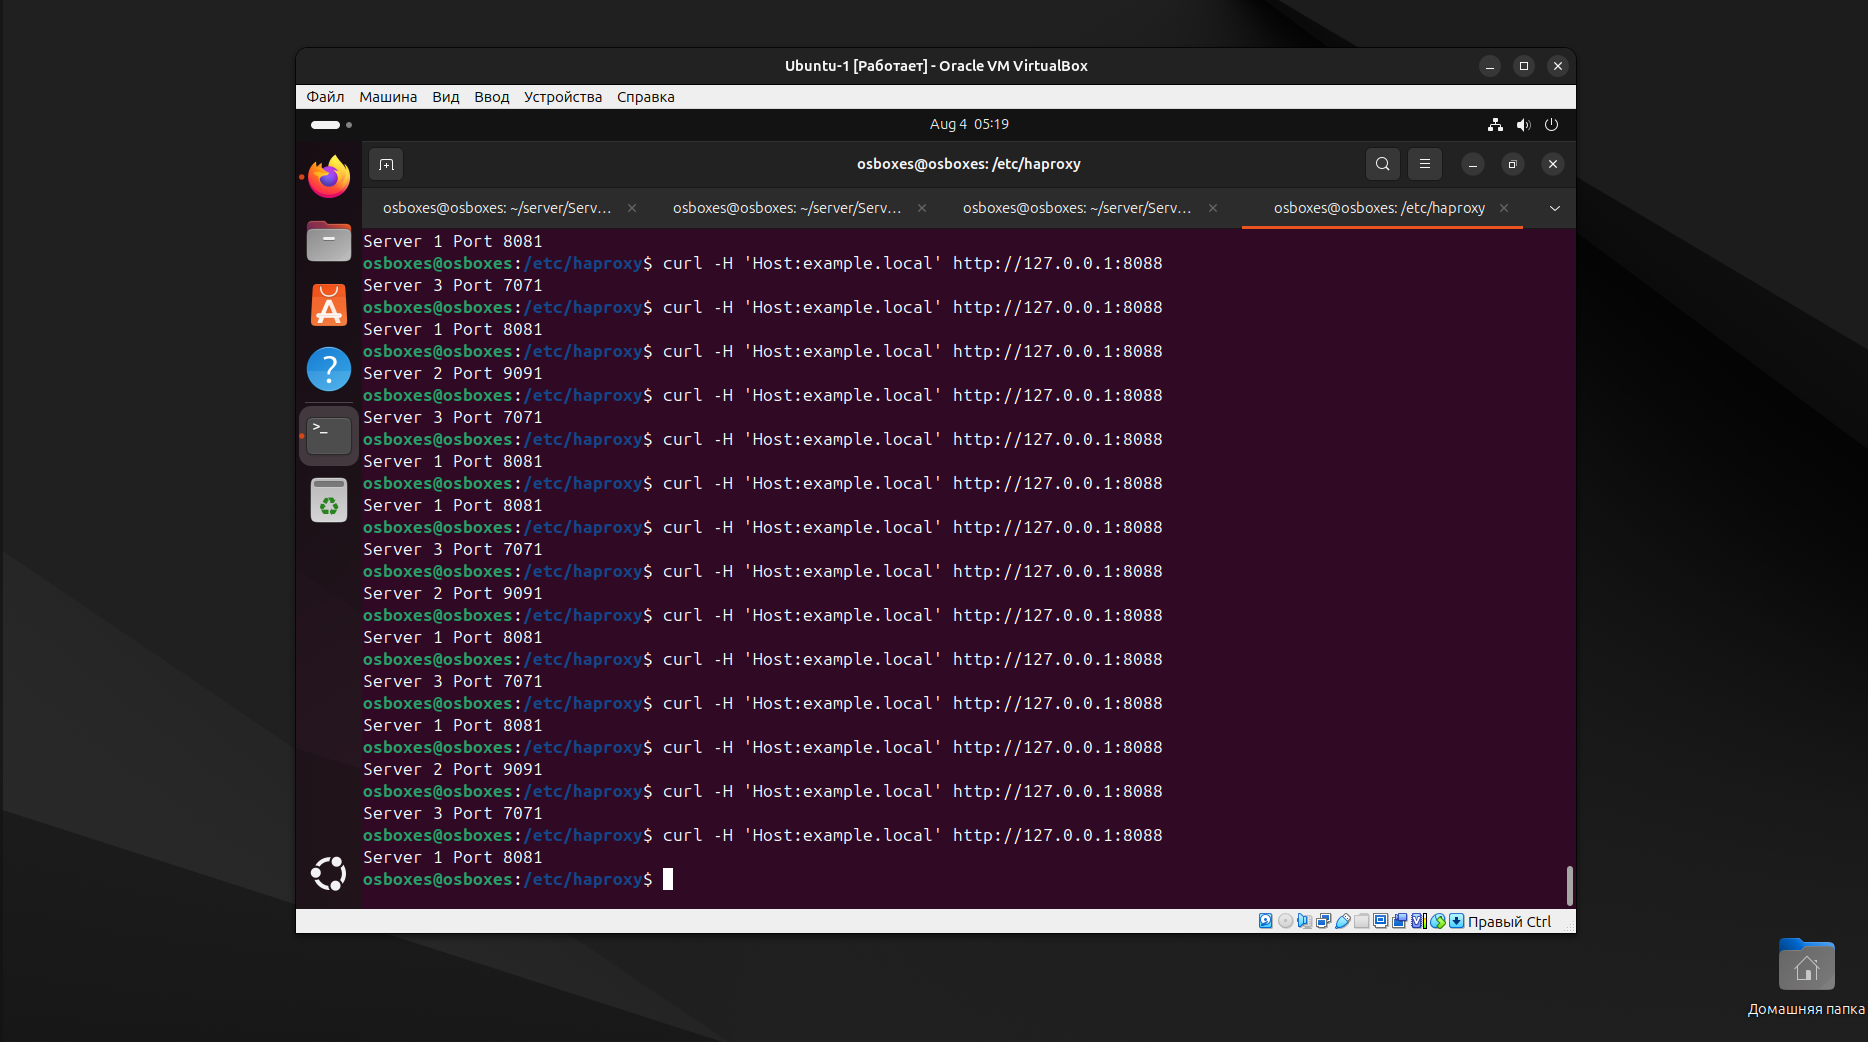 Ubuntu-1 [Работает] - Oracle VM VirtualBox
Файл Машина Вид Ввод Устройства Справка
Aug 4 05:19
osboxes@osboxes: /etc/haproxy
osboxes@osboxes: ~/server/Serv... osboxes@osboxes: ~/server/Serv... osboxes@osboxes: ~/server/Serv... osboxes@osboxes: /etc/haproxy
Server 1 Port 8081
osboxes@osboxes:/etc/haproxy$ curl -H 'Host:example.local' http://127.0.0.1:8088
Server 3 Port 7071
osboxes@osboxes:/etc/haproxy$ curl -H 'Host:example.local' http://127.0.0.1:8088
Server 1 Port 8081
osboxes@osboxes:/etc/haproxy$ curl -H 'Host:example.local' http://127.0.0.1:8088
Server 2 Port 9091
osboxes@osboxes:/etc/haproxy$ curl -H 'Host:example.local' http://127.0.0.1:8088
Server 3 Port 7071
osboxes@osboxes:/etc/haproxy$ curl -H 'Host:example.local' http://127.0.0.1:8088
Server 1 Port 8081
osboxes@osboxes:/etc/haproxy$ curl -H 'Host:example.local' http://127.0.0.1:8088
Server 1 Port 8081
osboxes@osboxes:/etc/haproxy$ curl -H 'Host:example.local' http://127.0.0.1:8088
Server 3 Port 7071
osboxes@osboxes:/etc/haproxy$ curl -H 'Host:example.local' http://127.0.0.1:8088
Server 2 Port 9091
osboxes@osboxes:/etc/haproxy$ curl -H 'Host:example.local' http://127.0.0.1:8088
Server 1 Port 8081
osboxes@osboxes:/etc/haproxy$ curl -H 'Host:example.local' http://127.0.0.1:8088
Server 3 Port 7071
osboxes@osboxes:/etc/haproxy$ curl -H 'Host:example.local' http://127.0.0.1:8088
Server 1 Port 8081
osboxes@osboxes:/etc/haproxy$ curl -H 'Host:example.local' http://127.0.0.1:8088
Server 2 Port 9091
osboxes@osboxes:/etc/haproxy$ curl -H 'Host:example.local' http://127.0.0.1:8088
Server 3 Port 7071
osboxes@osboxes:/etc/haproxy$ curl -H 'Host:example.local' http://127.0.0.1:8088
Server 1 Port 8081
osboxes@osboxes:/etc/haproxy$
Правый Ctrl
Домашняя папка